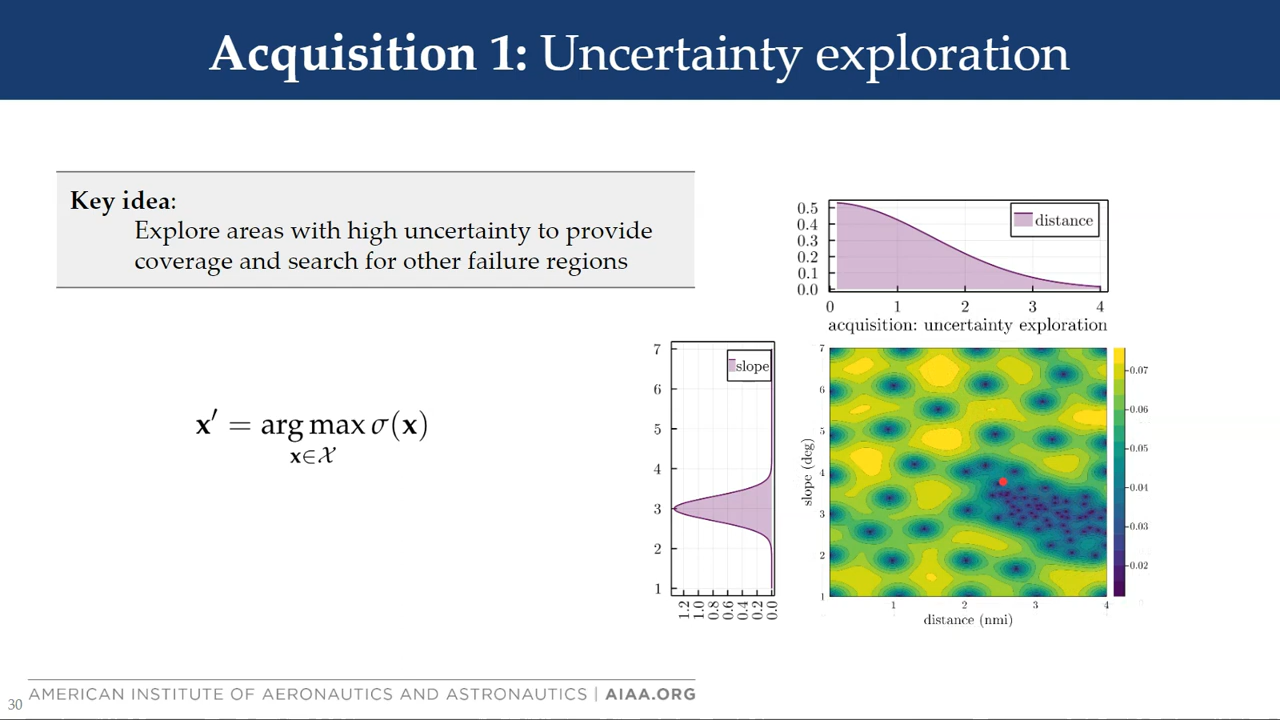 Acquisition 1: Uncertainty exploration
Key idea:
Explore areas with high uncertainty to provide
coverage and search for other failure regions
x′ = arg max σ(x)
x∈𝒳
0.5
0.4
0.3
0.2
0.1
0.0
distance
0 1 2 3 4
acquisition: uncertainty exploration
7
6
5
4
3
2
1
slope
1.2 1.0 0.8 0.6 0.4 0.2 0.0
slope (deg)
7
6
5
4
3
2
1
1 2 3 4
distance (nmi)
0.07
0.06
0.05
0.04
0.03
0.02
30 AMERICAN INSTITUTE OF AERONAUTICS AND ASTRONAUTICS | AIAA.ORG